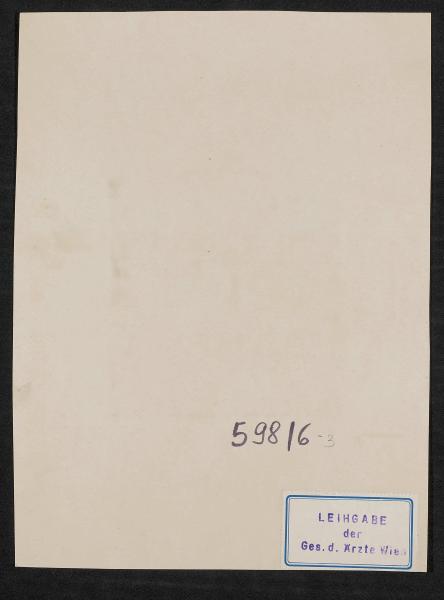 598/6-3
LEIHGABE
der
Ges. d. Ärzte Wien